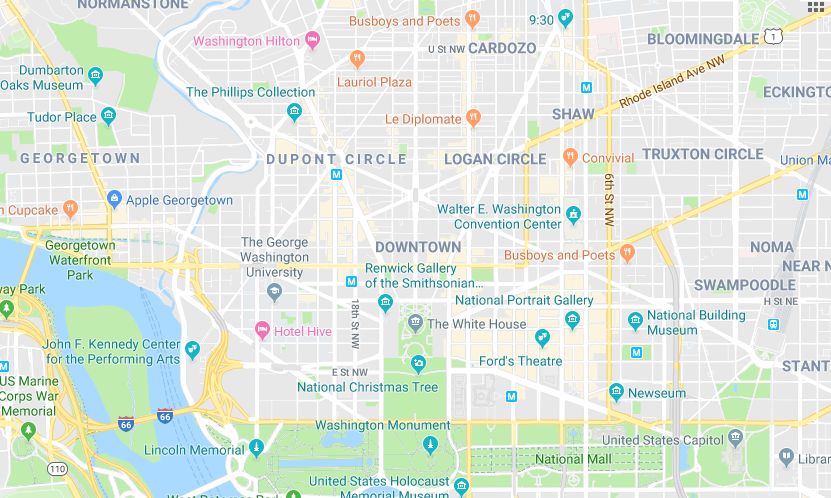 NORMANSTONE
Busboys and Poets
9:30
Washington Hilton
U St NW
CARDOZO
BLOOMINGDALE
1
Dumbarton
Oaks Museum
Lauriol Plaza
The Phillips Collection
Rhode Island Ave NW
ECKINGTO
Tudor Place
Le Diplomate
SHAW
GEORGETOWN
DUPONT CIRCLE
LOGAN CIRCLE
Convivial
TRUXTON CIRCLE
Union Ma
M
M
M
6th St NW
Apple Georgetown
n Cupcake
Walter E. Washington
Convention Center
Georgetown
Waterfront
Park
The George
Washington
University
DOWNTOWN
Busboys and Poets
NOMA
NEAR N
Renwick Gallery
of the Smithsonian...
M
SWAMPOODLE
H St NE
way Park
18th St NW
National Portrait Gallery
The White House
National Building
Museum
Hotel Hive
John F. Kennedy Center
for the Performing Arts
Ford's Theatre
M
M
E St NW
STANT
US Marine
Corps War
Memorial
National Christmas Tree
M
Newseum
66
66
Washington Monument
Lincoln Memorial
United States Capitol
110
National Mall
Librar
United States Holocaust
Memorial Museum
West Potomac Park